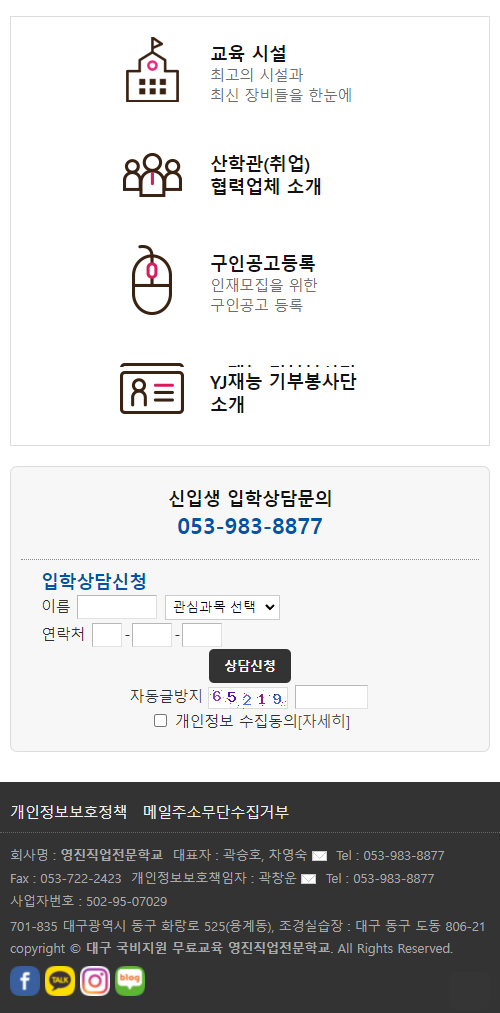 교육 시설
최고의 시설과
최신 장비들을 한눈에
산학관(취업)
협력업체 소개
구인공고등록
인재모집을 위한
구인공고 등록
YJ재능 기부봉사단
소개
신입생 입학상담문의
053-983-8877
입학상담신청
이름 관심과목 선택
연락처 - -
상담신청
자동글방지 65219
개인정보 수집동의[자세히]
개인정보보호정책 메일주소무단수집거부
회사명 : 영진직업전문학교 대표자 : 곽승호, 차영숙 Tel : 053-983-8877
Fax : 053-722-2423 개인정보보호책임자 : 곽창운 Tel : 053-983-8877
사업자번호 : 502-95-07029
701-835 대구광역시 동구 화랑로 525(용계동), 조경실습장 : 대구 동구 도동 806-21
copyright © 대구 국비지원 무료교육 영진직업전문학교. All Rights Reserved.
f TALK blog